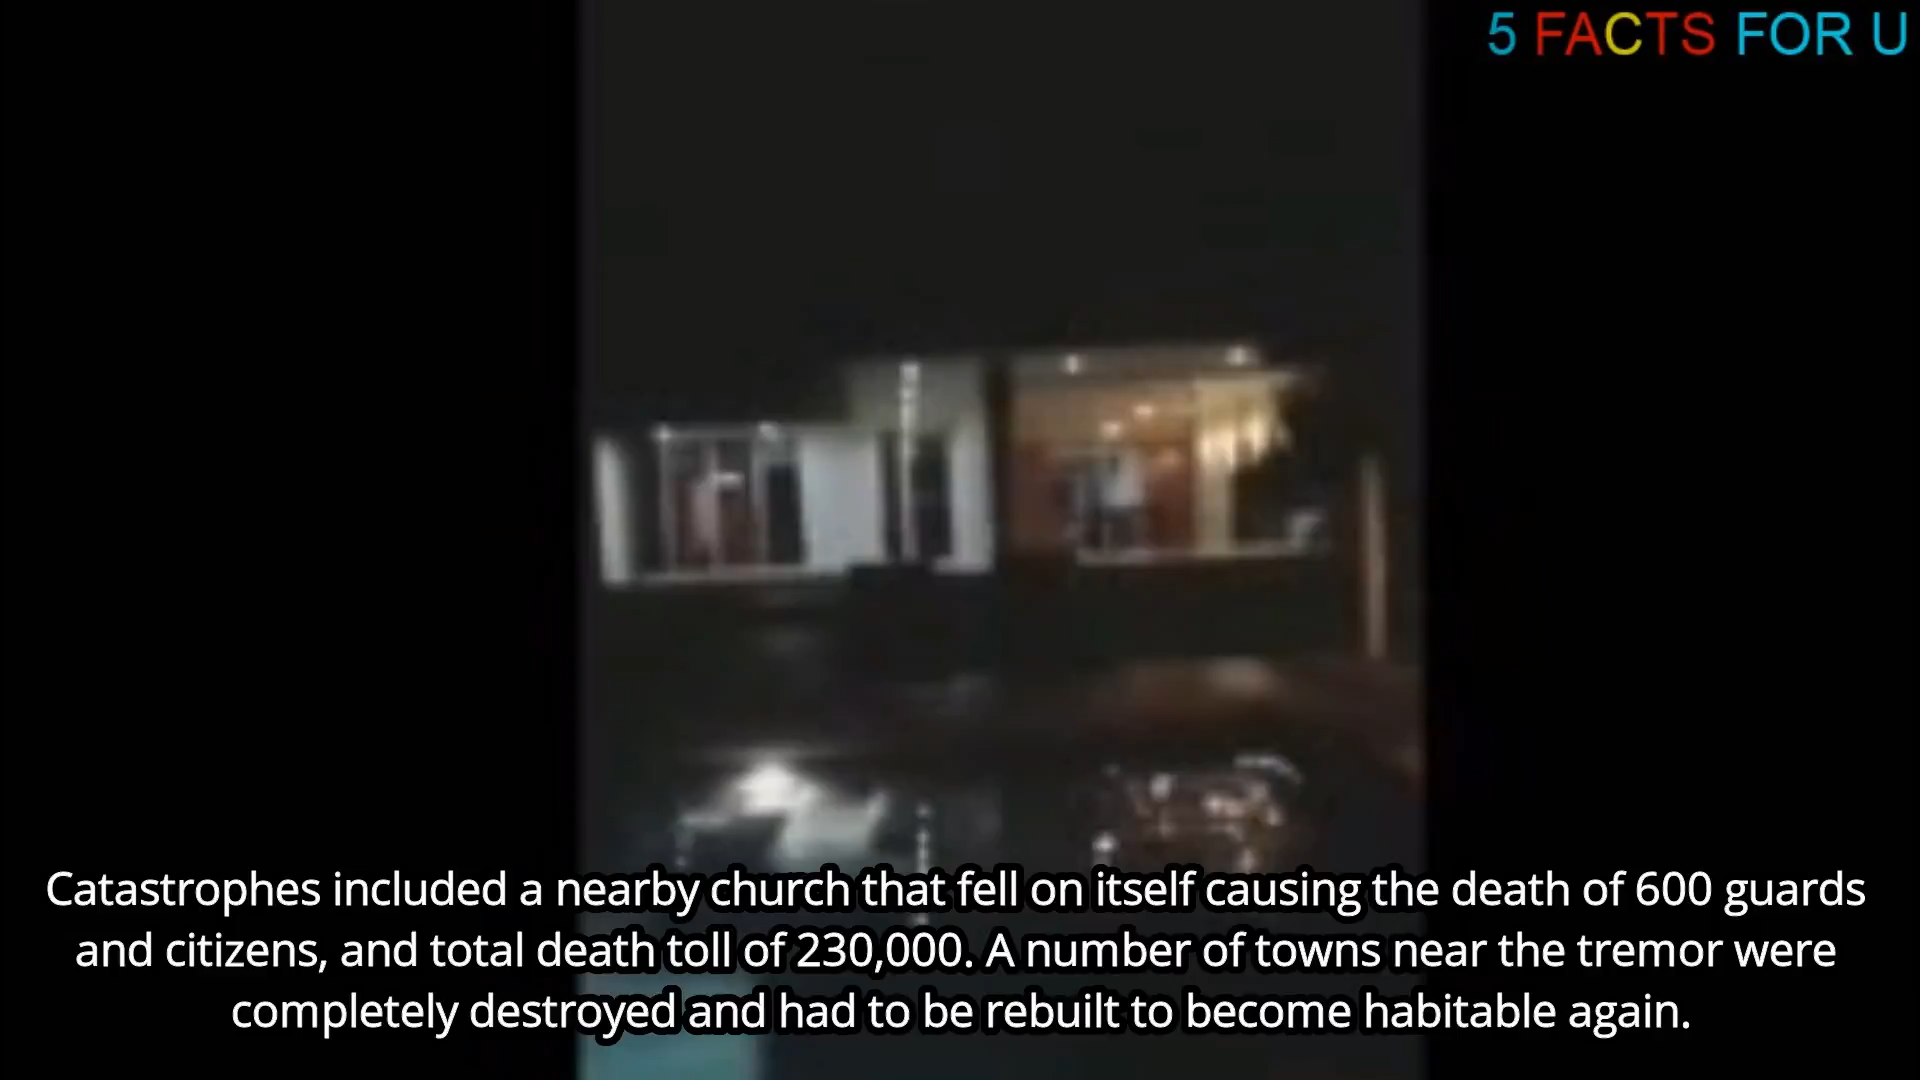 5 FACTS FOR U
Catastrophes included a nearby church that fell on itself causing the death of 600 guards
and citizens, and total death toll of 230,000. A number of towns near the tremor were
completely destroyed and had to be rebuilt to become habitable again.